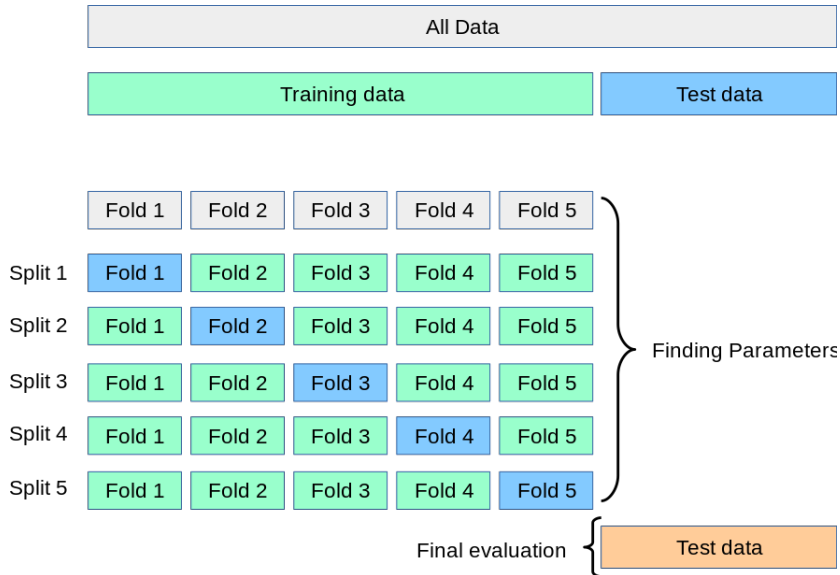 All Data
Training data Test data
Fold 1 Fold 2 Fold 3 Fold 4 Fold 5
Split 1 Fold 1 Fold 2 Fold 3 Fold 4 Fold 5
Split 2 Fold 1 Fold 2 Fold 3 Fold 4 Fold 5
Finding Parameters
Split 3 Fold 1 Fold 2 Fold 3 Fold 4 Fold 5
Split 4 Fold 1 Fold 2 Fold 3 Fold 4 Fold 5
Split 5 Fold 1 Fold 2 Fold 3 Fold 4 Fold 5
Final evaluation Test data